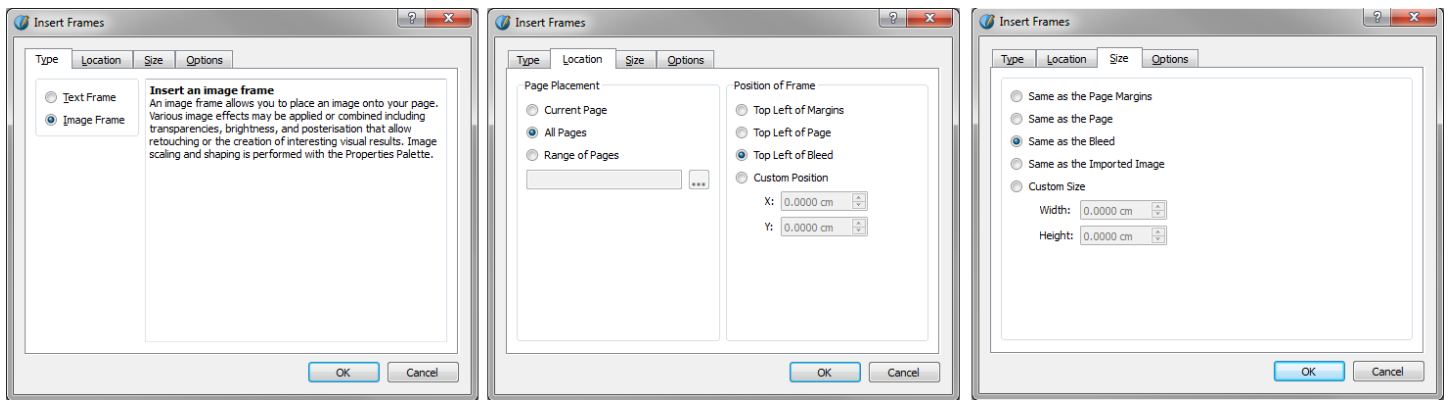 Insert Frames
Type Location Size Options
Text Frame
Image Frame
Insert an image frame
An image frame allows you to place an image onto your page.
Various image effects may be applied or combined including
transparencies, brightness, and posterisation that allow
retouching or the creation of interesting visual results. Image
scaling and shaping is performed with the Properties Palette.
OK Cancel
Insert Frames
Type Location Size Options
Page Placement
Current Page
All Pages
Range of Pages
...
Position of Frame
Top Left of Margins
Top Left of Page
Top Left of Bleed
Custom Position
X: 0.0000 cm
Y: 0.0000 cm
OK Cancel
Insert Frames
Type Location Size Options
Same as the Page Margins
Same as the Page
Same as the Bleed
Same as the Imported Image
Custom Size
Width: 0.0000 cm
Height: 0.0000 cm
OK Cancel